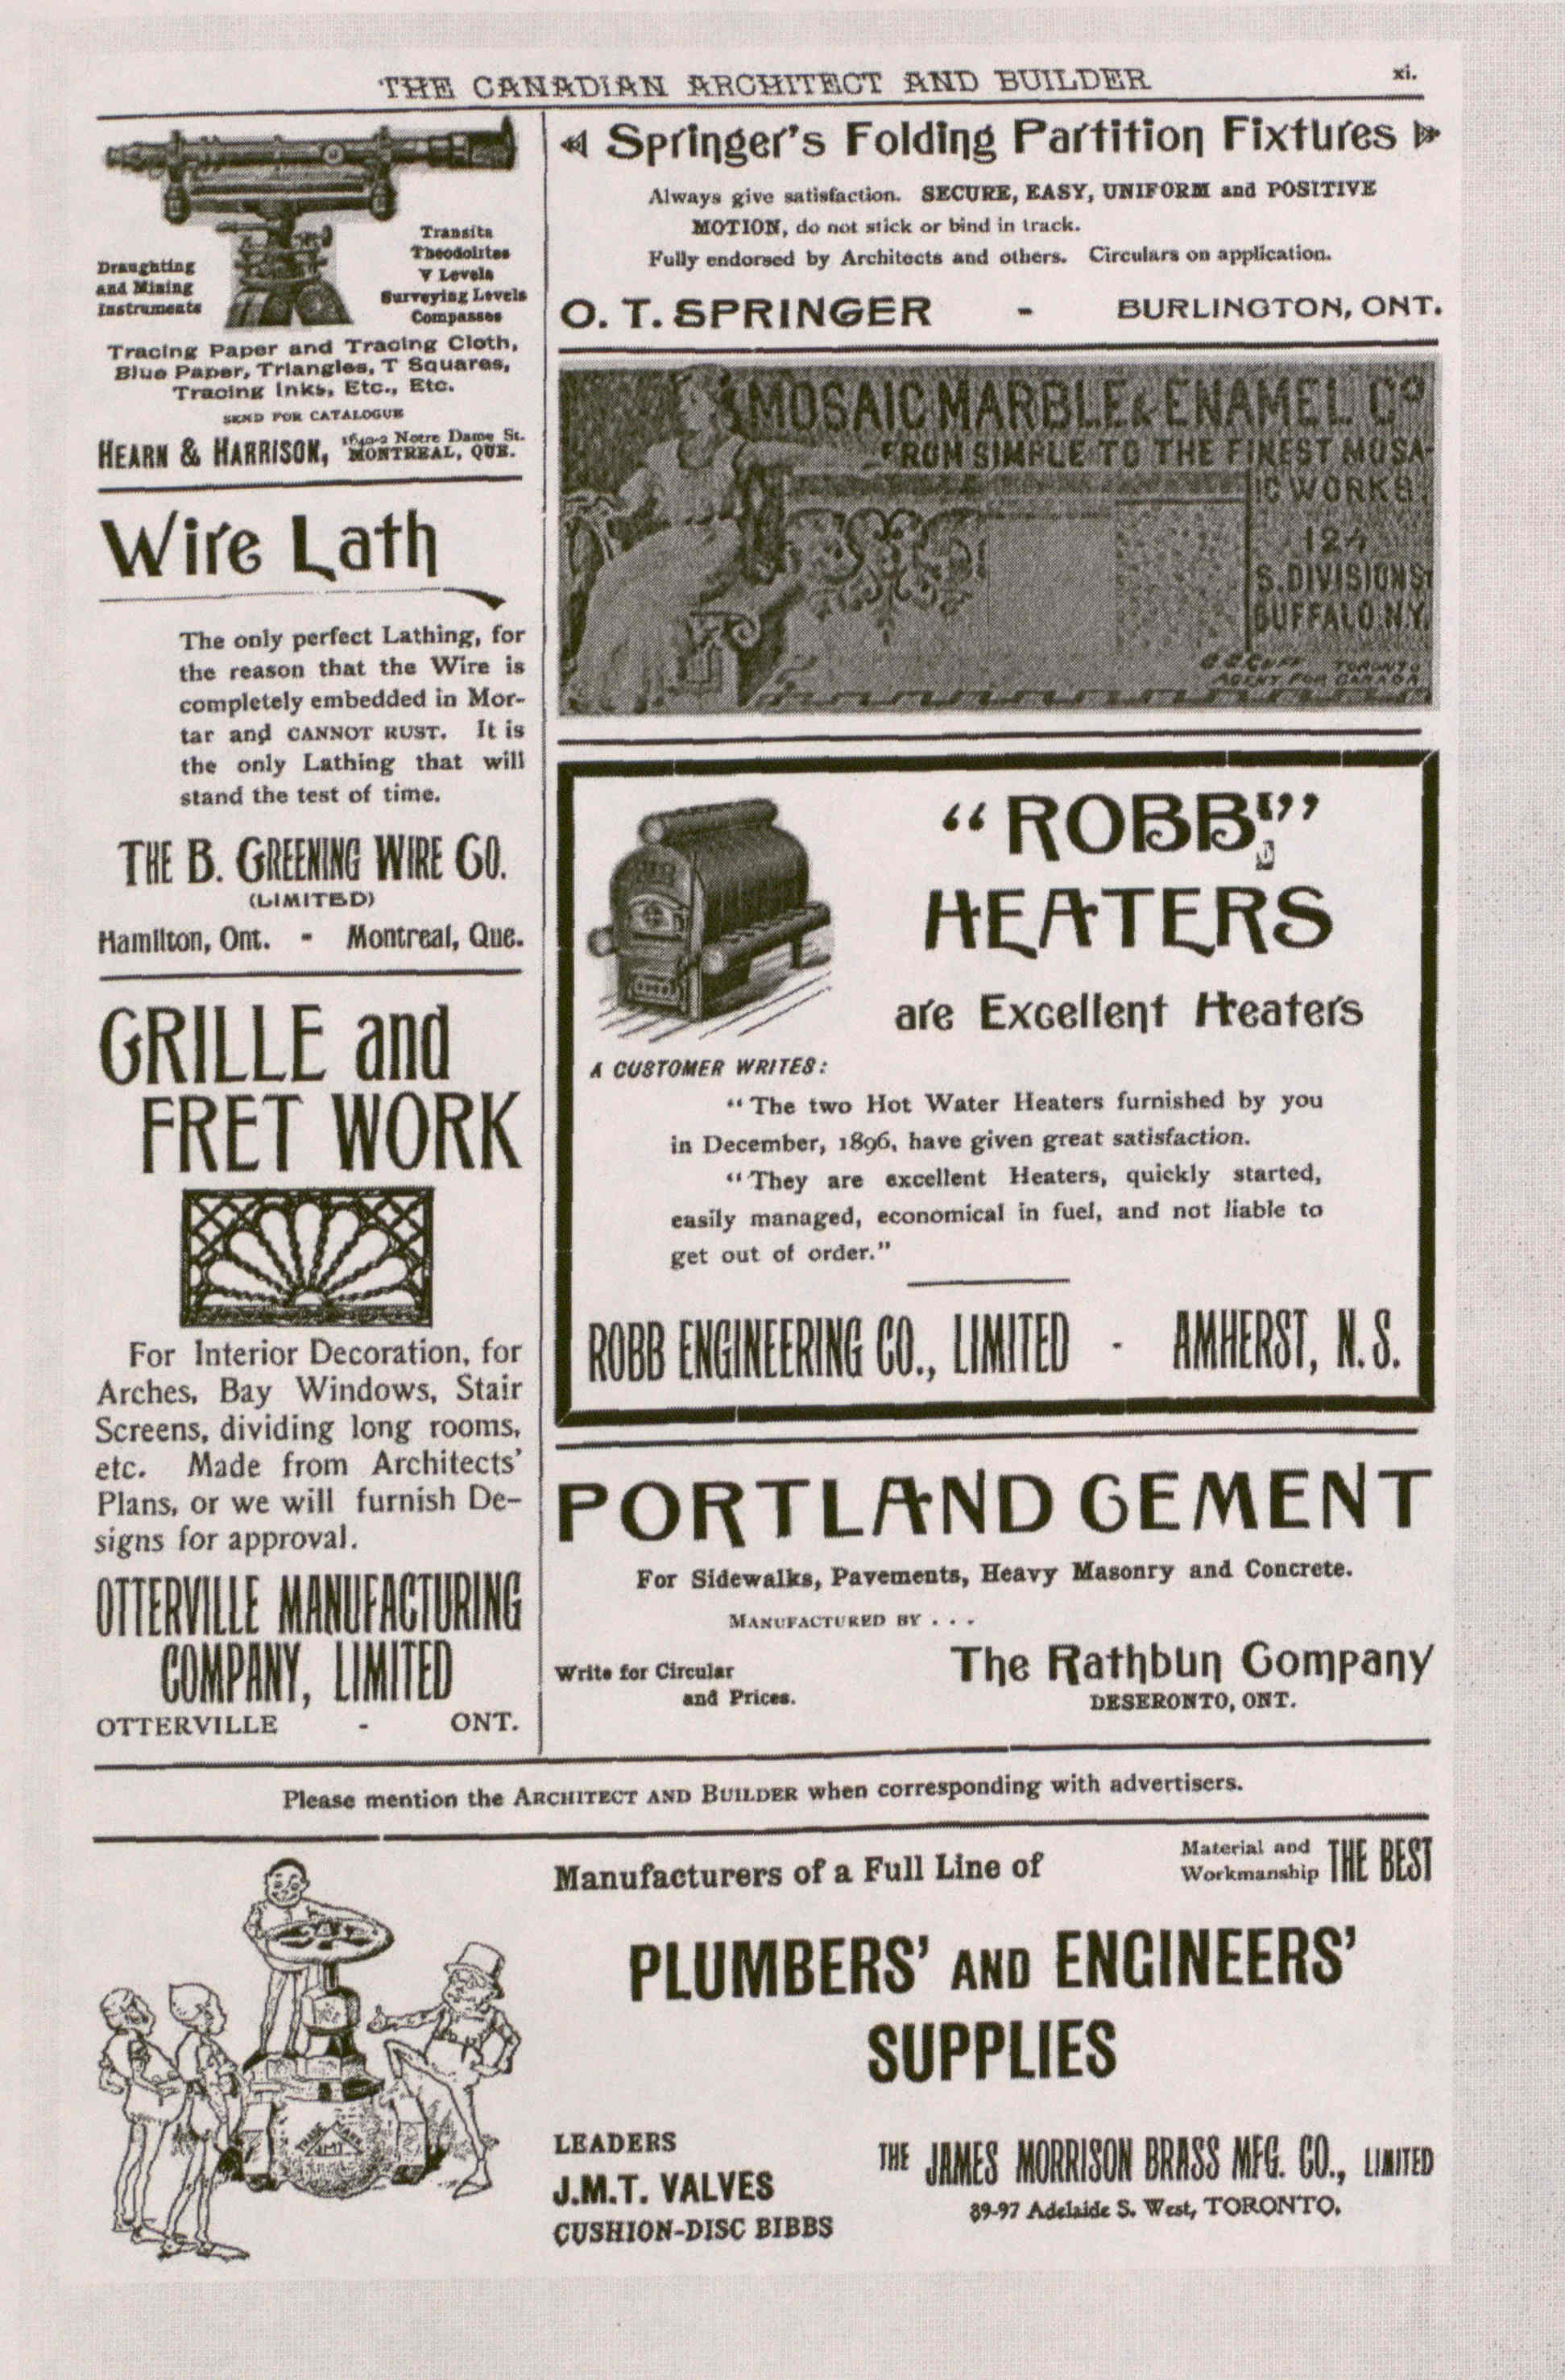 THE CANADIAN ARCHITECT AND BUILDER
xi.
Draughting
and Mining
Instruments
Transits
Theodolites
Y Levels
Surveying Levels
Compasses
Tracing Paper and Tracing Cloth,
Blue Paper, Triangles, T Squares,
Tracing Inks, Etc., Etc.
SEND FOR CATALOGUE
HEARN & HARRISON, 1640-2 Notre Dame St.
MONTREAL, QUE.
Wire Lath
The only perfect Lathing, for
the reason that the Wire is
completely embedded in Mor-
tar and CANNOT RUST. It is
the only Lathing that will
stand the test of time.
THE B. GREENING WIRE CO.
(LIMITED)
Hamilton, Ont. - Montreal, Que.
GRILLE and
FRET WORK
For Interior Decoration, for
Arches, Bay Windows, Stair
Screens, dividing long rooms,
etc. Made from Architects'
Plans, or we will furnish De-
signs for approval.
OTTERVILLE MANUFACTURING
COMPANY, LIMITED
OTTERVILLE - ONT.
Springer's Folding Partition Fixtures
Always give satisfaction. SECURE, EASY, UNIFORM and POSITIVE
MOTION, do not stick or bind in track.
Fully endorsed by Architects and others. Circulars on application.
O. T. SPRINGER - BURLINGTON, ONT.
MOSAIC MARBLE & ENAMEL CO
FROM SIMPLE TO THE FINEST MOSA-
IC WORKS.
124
S. DIVISION ST
BUFFALO N.Y.
TORONTO
AGENT FOR CANADA
"ROBB"
HEATERS
are Excellent Heaters
A CUSTOMER WRITES:
"The two Hot Water Heaters furnished by you
in December, 1896, have given great satisfaction.
"They are excellent Heaters, quickly started,
easily managed, economical in fuel, and not liable to
get out of order."
ROBB ENGINEERING CO., LIMITED - AMHERST, N. S.
PORTLAND CEMENT
For Sidewalks, Pavements, Heavy Masonry and Concrete.
MANUFACTURED BY . . .
Write for Circular
and Prices.
The Rathbun Company
DESERONTO, ONT.
Please mention the ARCHITECT AND BUILDER when corresponding with advertisers.
Manufacturers of a Full Line of
Material and
Workmanship THE BEST
PLUMBERS' AND ENGINEERS'
SUPPLIES
LEADERS
J.M.T. VALVES
CUSHION-DISC BIBBS
THE JAMES MORRISON BRASS MFG. CO., LIMITED
89-97 Adelaide S. West, TORONTO.